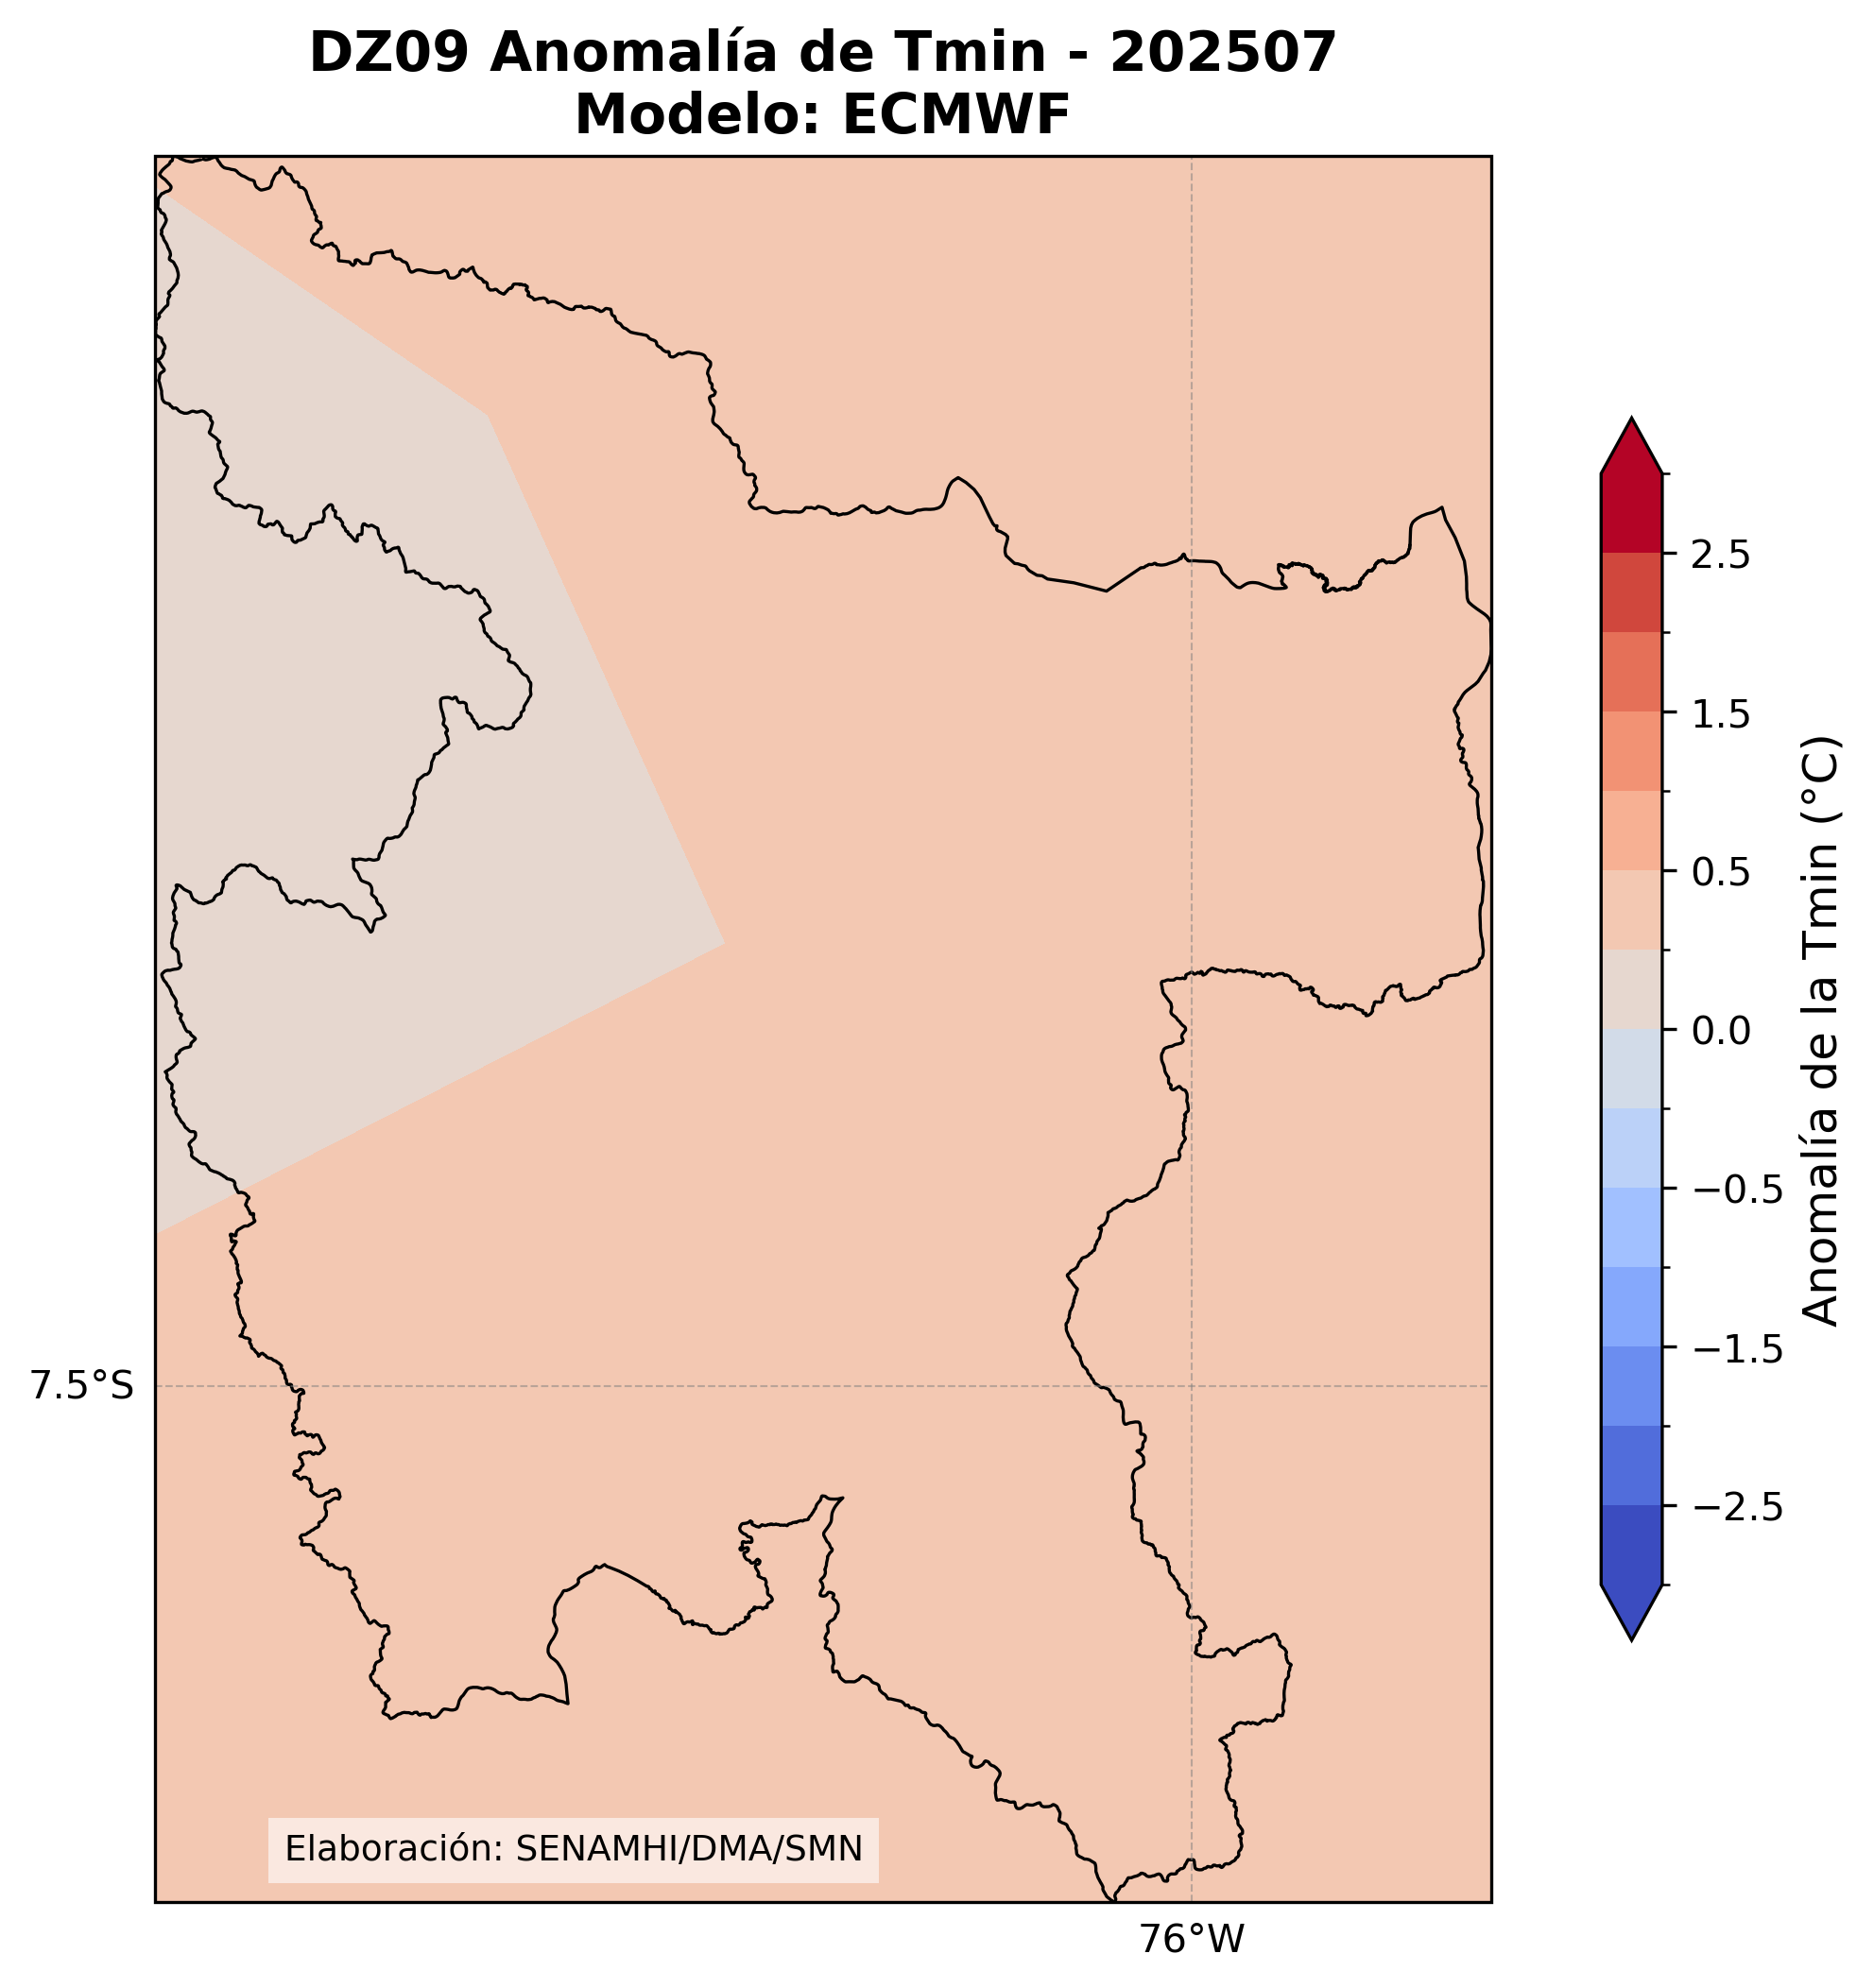 DZ09 Anomalía de Tmin - 202507
Modelo: ECMWF
2.5
1.5
0.5
0.0
−0.5
−1.5
−2.5
Anomalía de la Tmin (°C)
7.5°S
Elaboración: SENAMHI/DMA/SMN
76°W